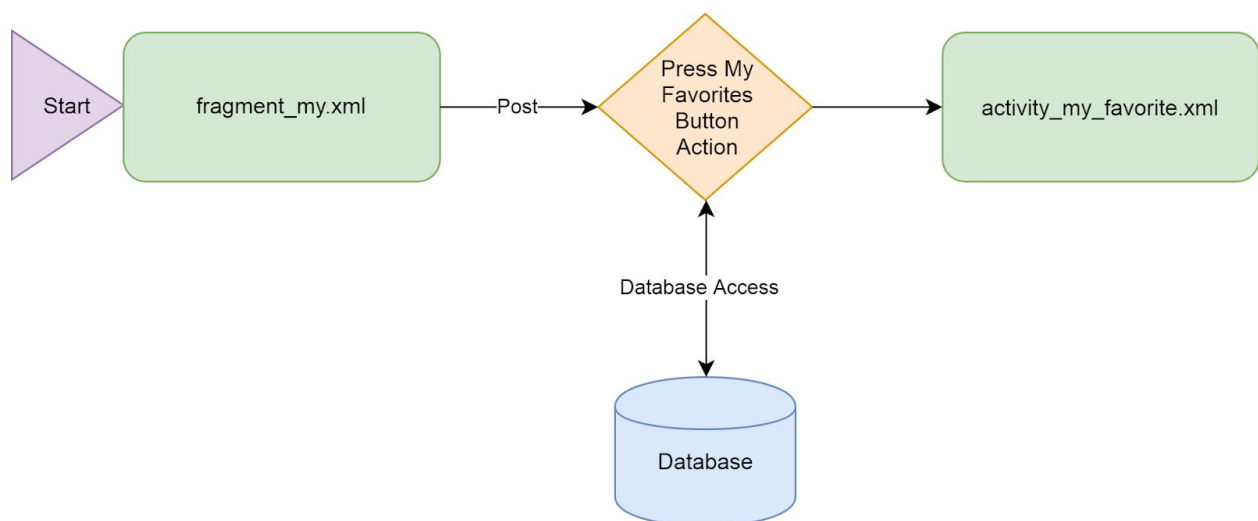 Start
fragment_my.xml
Post
Press My
Favorites
Button
Action
activity_my_favorite.xml
Database Access
Database